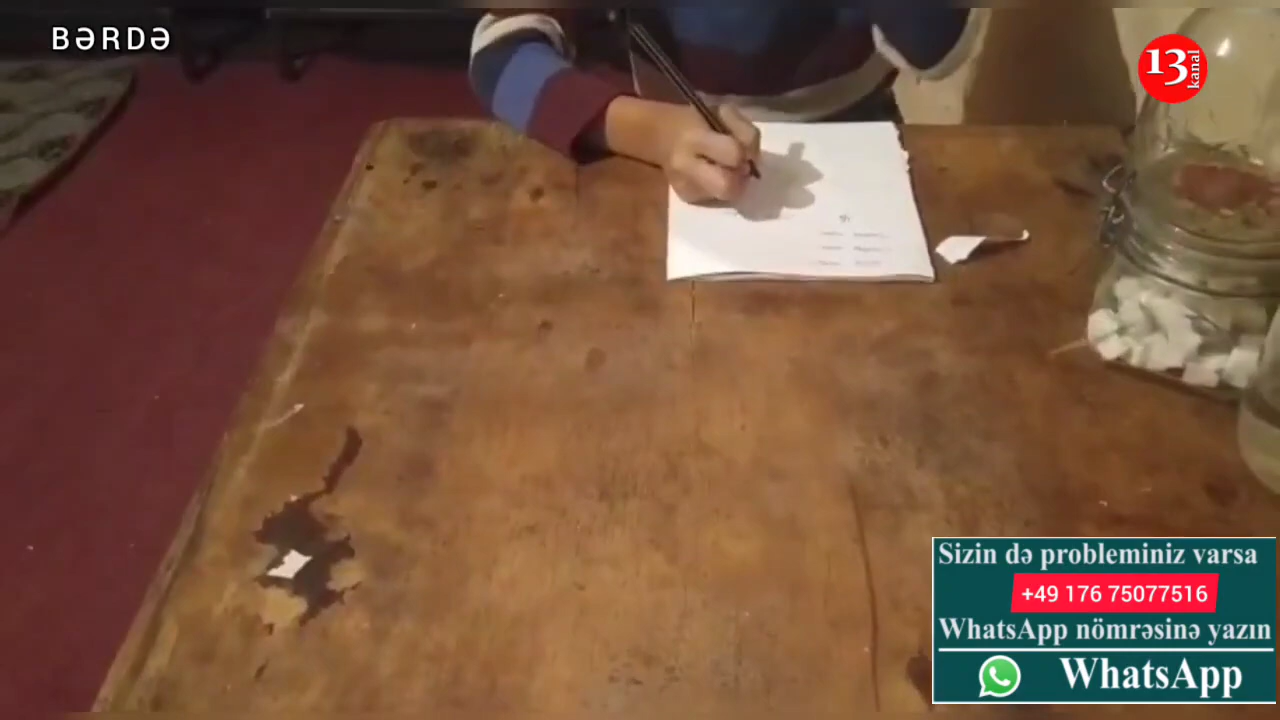 BƏRDƏ
13
kanal
Sizin də probleminiz varsa
+49 176 75077516
WhatsApp nömrəsinə yazın
WhatsApp